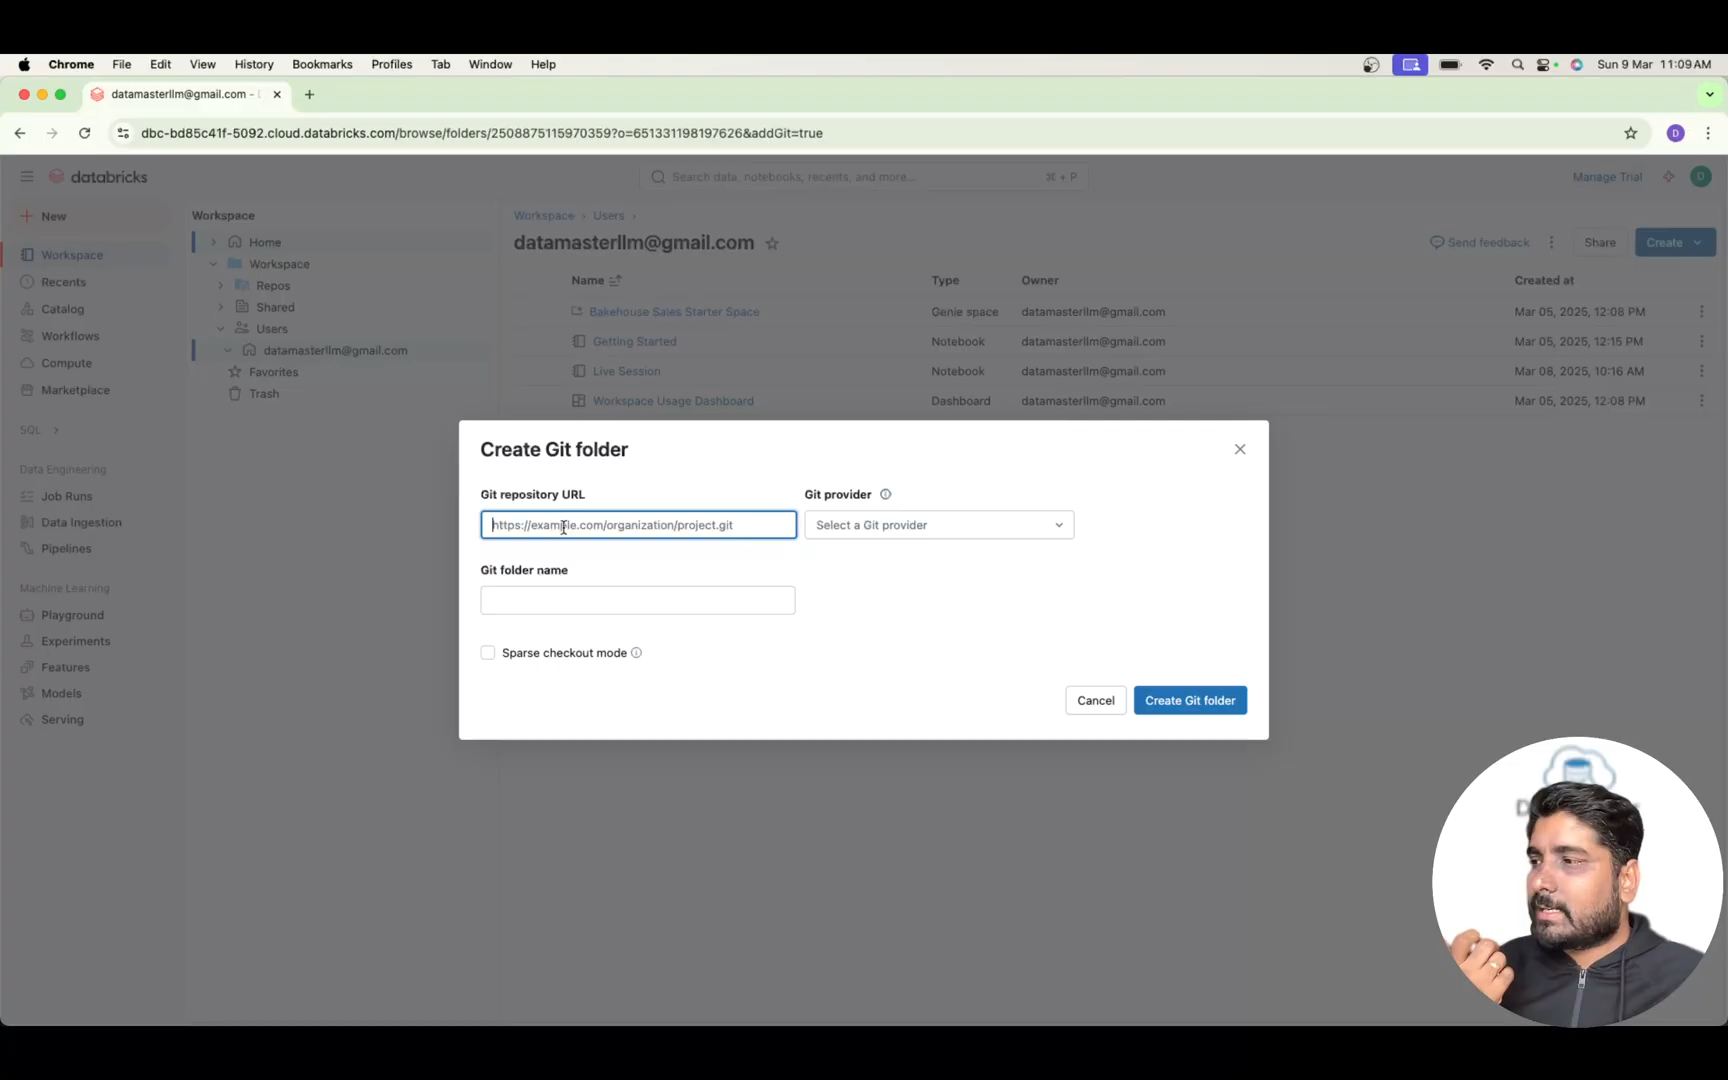 Chrome File Edit View History Bookmarks Profiles Tab Window Help Sun 9 Mar 11:09 AM
datamasterllm@gmail.com -
dbc-bd85c41f-5092.cloud.databricks.com/browse/folders/2508875115970359?o=651331198197626&addGit=true D
databricks Search data, notebooks, recents, and more... ⌘ + P Manage Trial D
New
Workspace
Recents
Catalog
Workflows
Compute
Marketplace
SQL
Data Engineering
Job Runs
Data Ingestion
Pipelines
Machine Learning
Playground
Experiments
Features
Models
Serving
Workspace
Home
Workspace
Repos
Shared
Users
datamasterllm@gmail.com
Favorites
Trash
Workspace > Users >
datamasterllm@gmail.com Send feedback Share Create
Name Type Owner Created at
Bakehouse Sales Starter Space Genie space datamasterllm@gmail.com Mar 05, 2025, 12:08 PM
Getting Started Notebook datamasterllm@gmail.com Mar 05, 2025, 12:15 PM
Live Session Notebook datamasterllm@gmail.com Mar 08, 2025, 10:16 AM
Workspace Usage Dashboard Dashboard datamasterllm@gmail.com Mar 05, 2025, 12:08 PM
Create Git folder
Git repository URL Git provider
https://example.com/organization/project.git Select a Git provider
Git folder name
Sparse checkout mode
Cancel Create Git folder